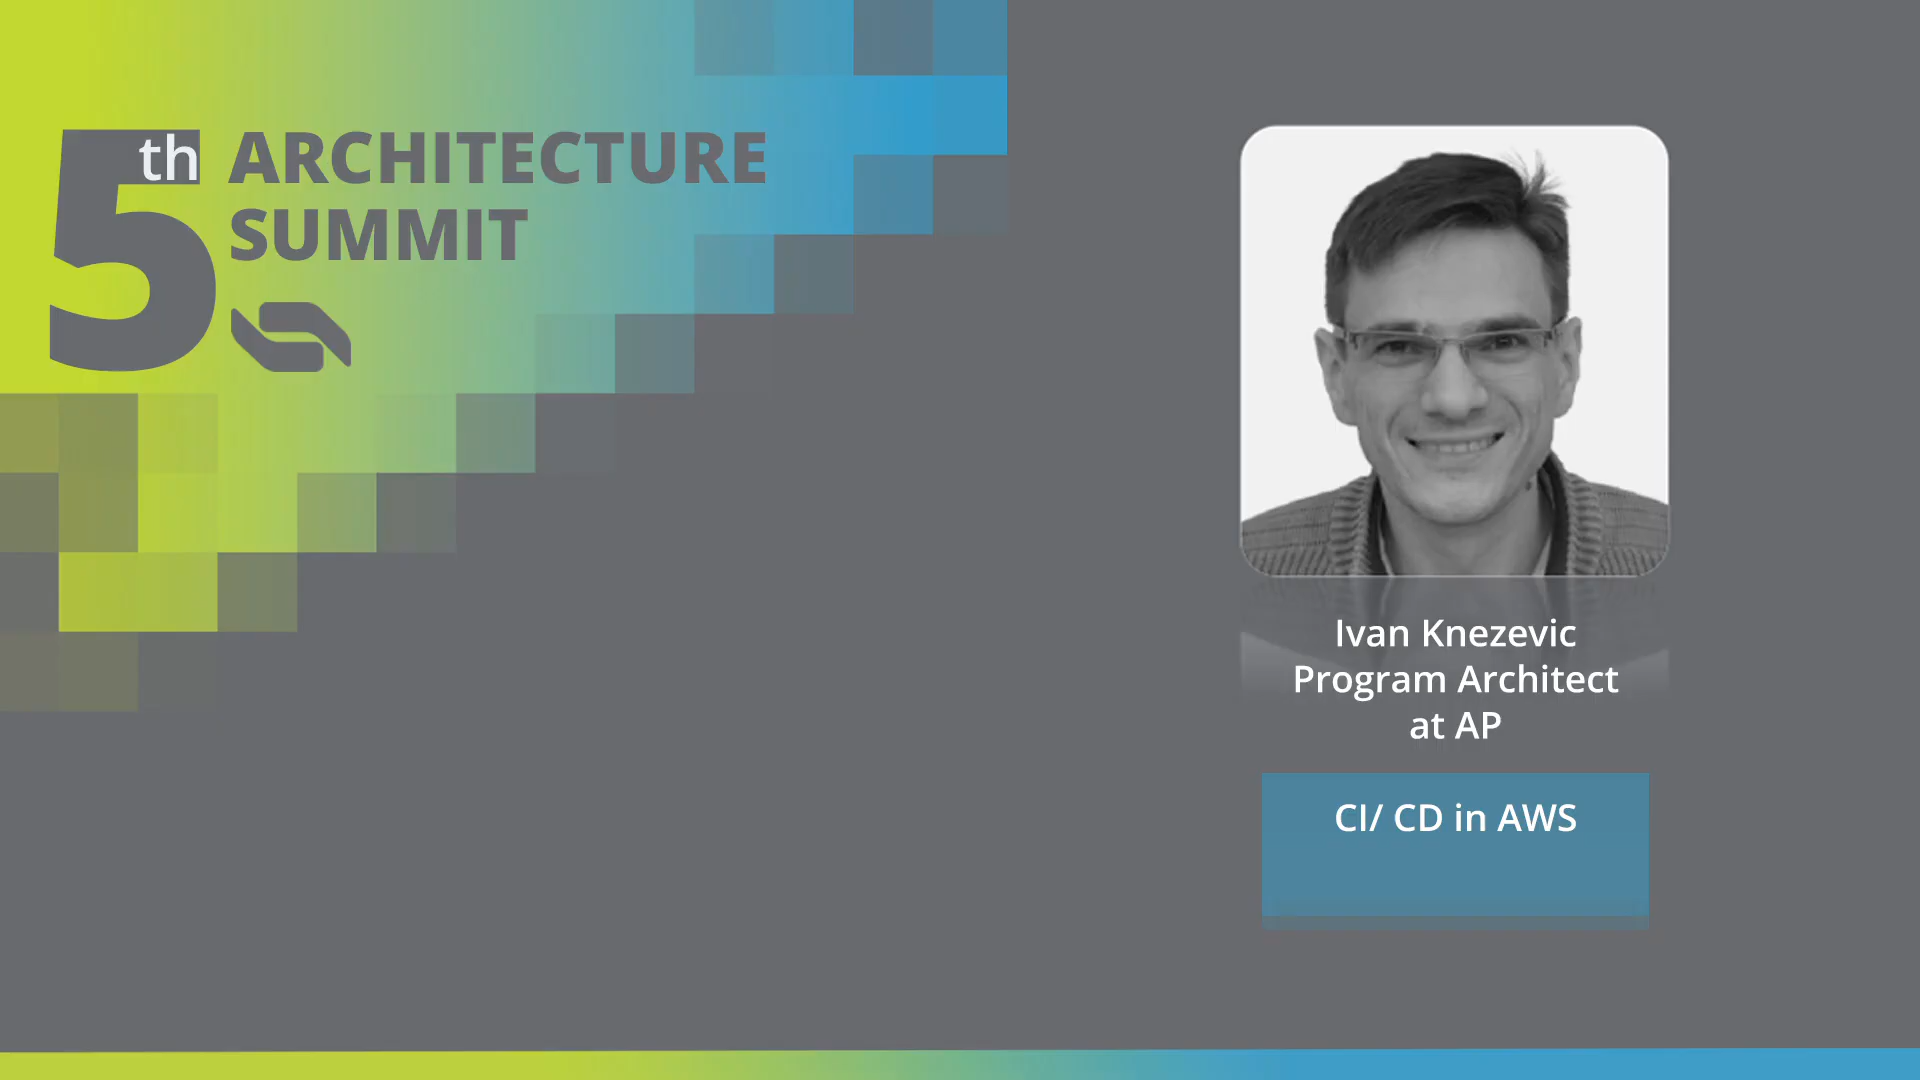 5th ARCHITECTURE
SUMMIT
Ivan Knezevic
Program Architect
at AP
CI/ CD in AWS